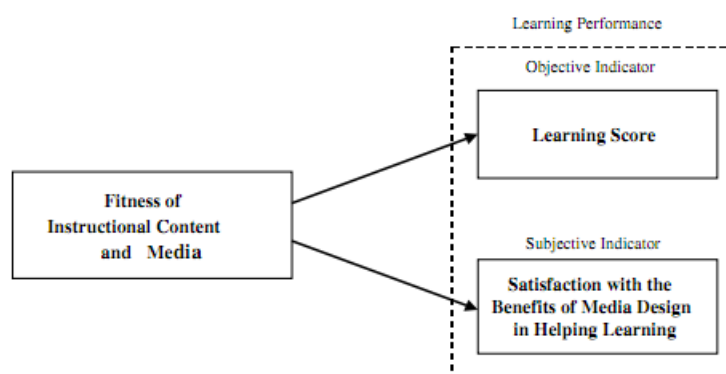 Learning Performance
Objective Indicator
Learning Score
Fitness of
Instructional Content
and Media
Subjective Indicator
Satisfaction with the
Benefits of Media Design
in Helping Learning